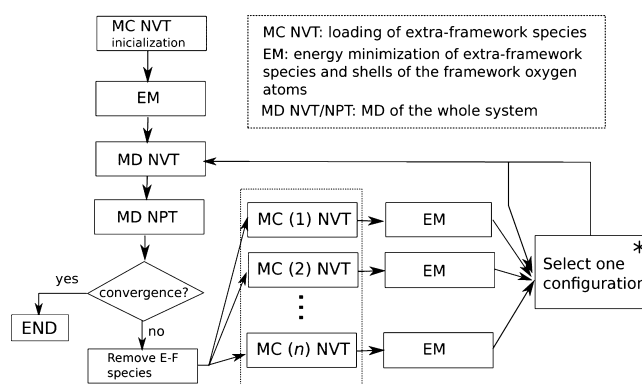 MC NVT
inicialization
EM
MD NVT
MD NPT
convergence?
yes
END
no
Remove E-F
species
MC NVT: loading of extra-framework species
EM: energy minimization of extra-framework
species and shells of the framework oxygen
atoms
MD NVT/NPT: MD of the whole system
MC (1) NVT
EM
MC (2) NVT
EM
MC (n) NVT
EM
*
Select one
configuration